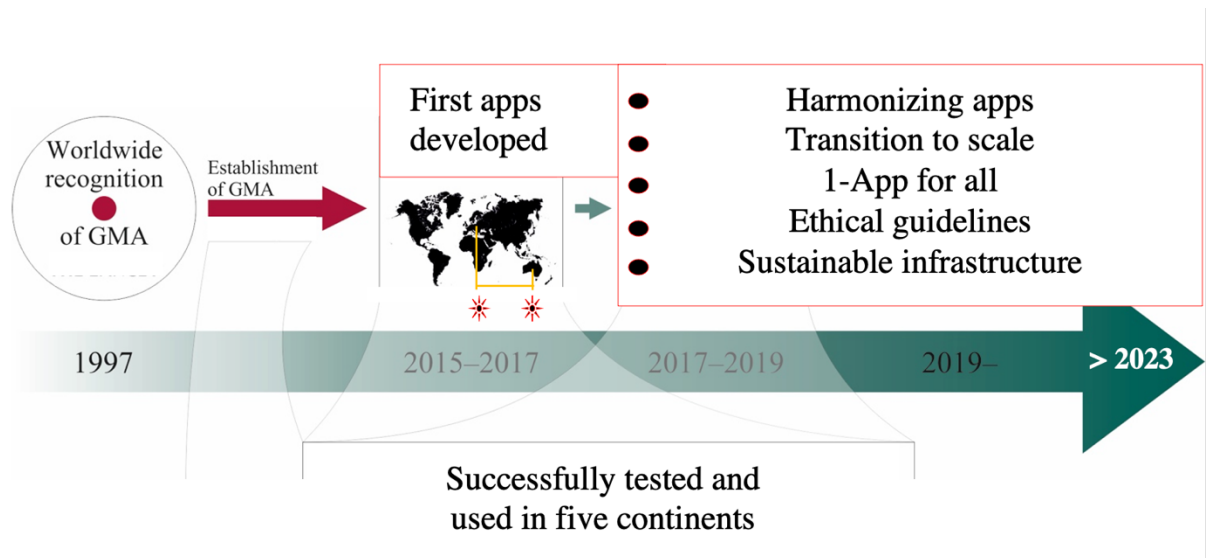 Worldwide
recognition
of GMA
Establishment
of GMA
First apps
developed
Harmonizing apps
Transition to scale
1-App for all
Ethical guidelines
Sustainable infrastructure
1997
2015–2017
2017–2019
2019–
> 2023
Successfully tested and
used in five continents